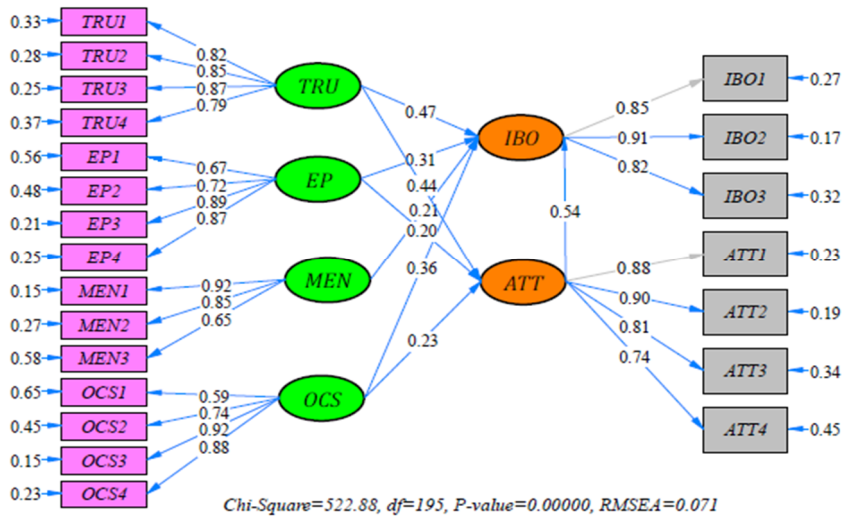 0.33 TRU1
0.28 TRU2
0.25 TRU3
0.37 TRU4
0.56 EP1
0.48 EP2
0.21 EP3
0.25 EP4
0.15 MEN1
0.27 MEN2
0.58 MEN3
0.65 OCS1
0.45 OCS2
0.15 OCS3
0.23 OCS4
0.82
0.85
0.87
0.79
0.67
0.72
0.89
0.87
0.92
0.85
0.65
0.59
0.74
0.92
0.88
TRU
EP
MEN
OCS
0.47
0.31
0.44
0.21
0.20
0.36
0.23
IBO
0.54
ATT
0.85
0.91
0.82
0.88
0.90
0.81
0.74
IBO1 0.27
IBO2 0.17
IBO3 0.32
ATT1 0.23
ATT2 0.19
ATT3 0.34
ATT4 0.45
Chi-Square=522.88, df=195, P-value=0.00000, RMSEA=0.071